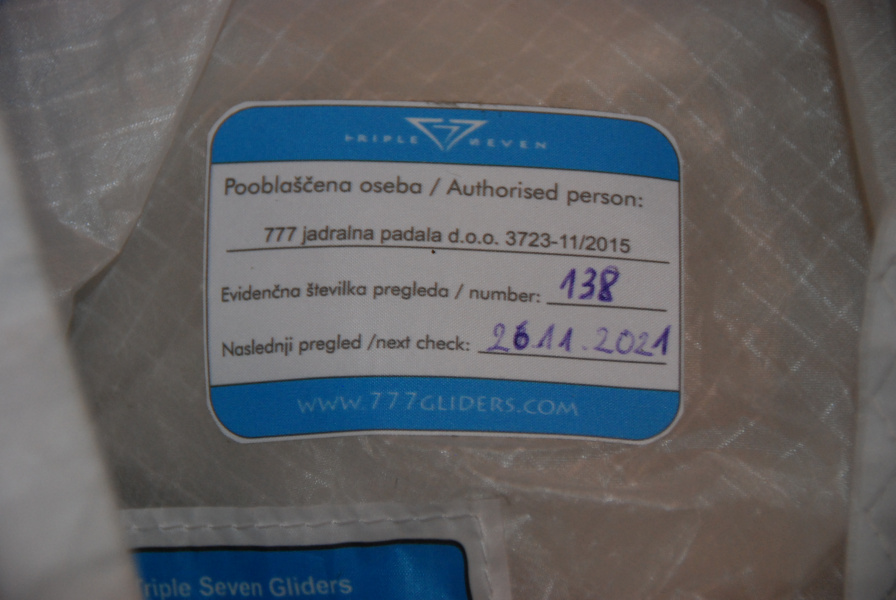 TRIPLE SEVEN
Pooblaščena oseba / Authorised person:
777 jadralna padala d.o.o. 3723-11/2015
Evidenčna številka pregleda / number: 138
Naslednji pregled /next check: 26.11.2021
WWW.777GLIDERS.COM
Triple Seven Gliders